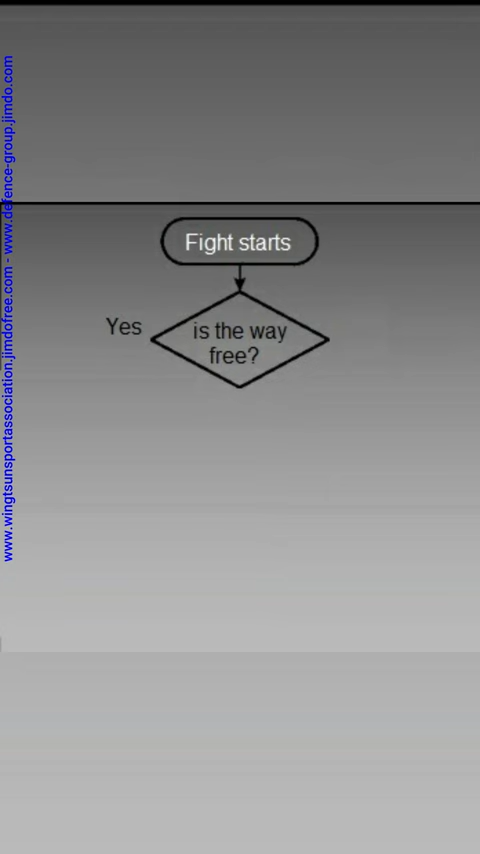 Fight starts
Yes
is the way
free?
www.wingtsunsportassociation.jimdofree.com - www.defence-group.jimdo.com